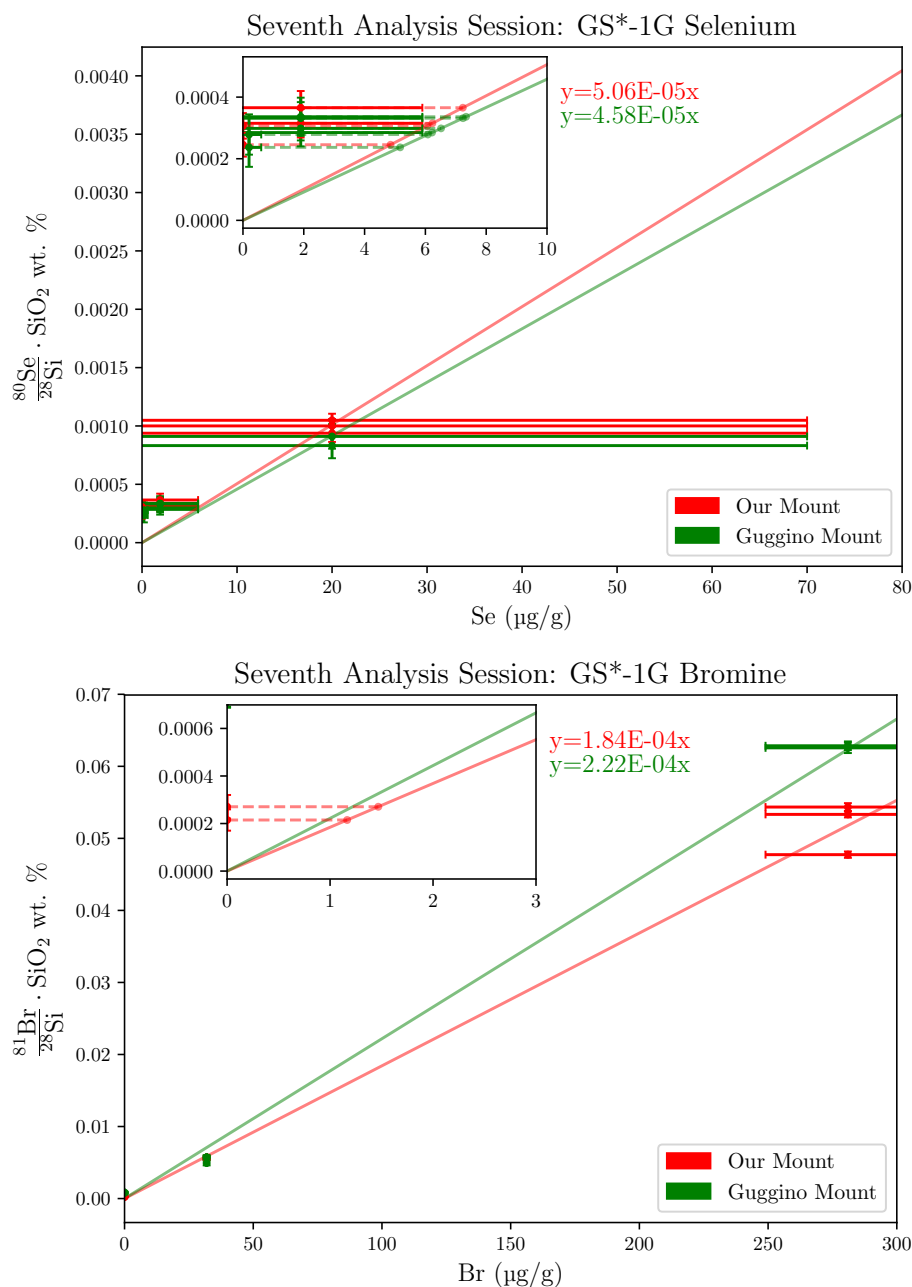 Seventh Analysis Session: GS*-1G Selenium
0.0040
0.0035
0.0030
0.0025
0.0020
0.0015
0.0010
0.0005
0.0000
⁸⁰Se/²⁸Si · SiO₂ wt. %
0.0004
0.0002
0.0000
0 2 4 6 8 10
y=5.06E-05x
y=4.58E-05x
Our Mount
Guggino Mount
0 10 20 30 40 50 60 70 80
Se (µg/g)
Seventh Analysis Session: GS*-1G Bromine
0.07
0.06
0.05
0.04
0.03
0.02
0.01
0.00
⁸¹Br/²⁸Si · SiO₂ wt. %
0.0006
0.0004
0.0002
0.0000
0 1 2 3
y=1.84E-04x
y=2.22E-04x
Our Mount
Guggino Mount
0 50 100 150 200 250 300
Br (µg/g)